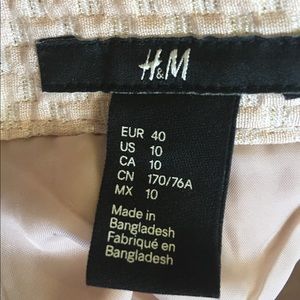 H&M
EUR 40
US 10
CA 10
CN 170/76A
MX 10
Made in
Bangladesh
Fabriqué en
Bangladesh